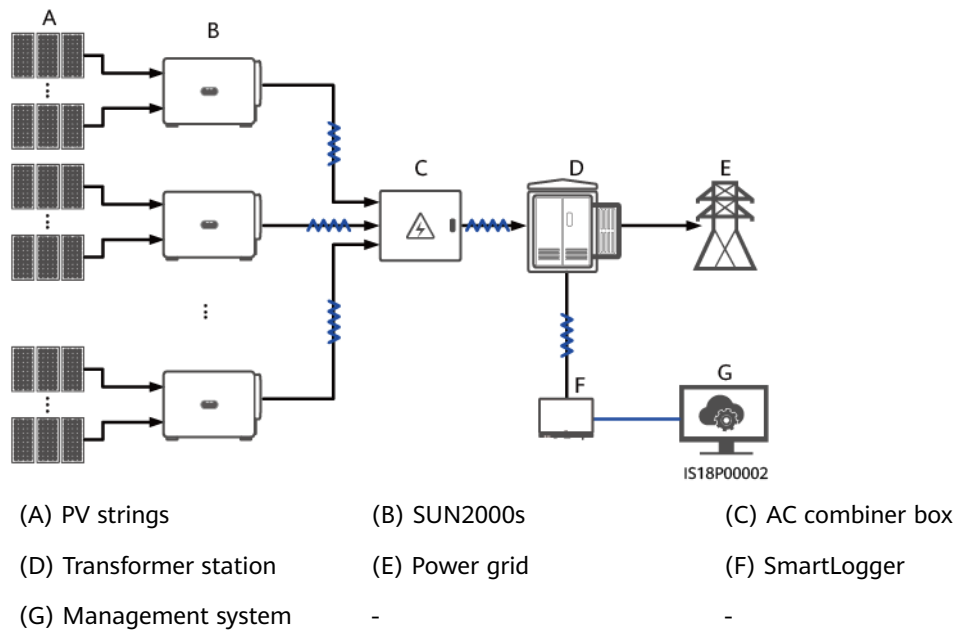 A
B
C
D
E
F
G
IS18P00002
(A) PV strings (B) SUN2000s (C) AC combiner box
(D) Transformer station (E) Power grid (F) SmartLogger
(G) Management system - -